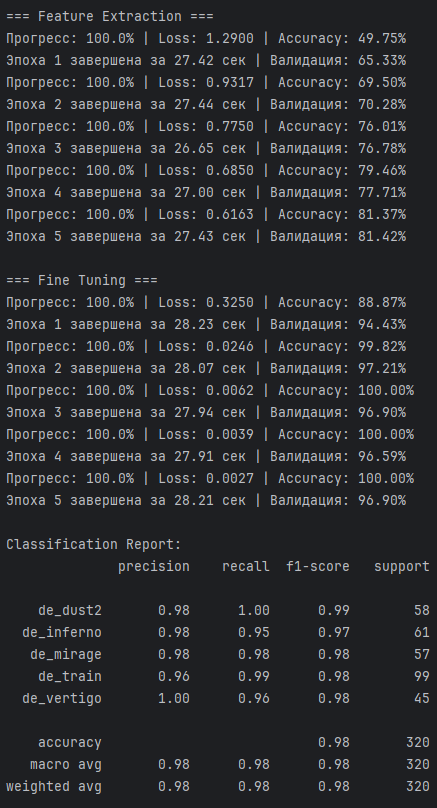 === Feature Extraction ===
Прогресс: 100.0% | Loss: 1.2900 | Accuracy: 49.75%
Эпоха 1 завершена за 27.42 сек | Валидация: 65.33%
Прогресс: 100.0% | Loss: 0.9317 | Accuracy: 69.50%
Эпоха 2 завершена за 27.44 сек | Валидация: 70.28%
Прогресс: 100.0% | Loss: 0.7750 | Accuracy: 76.01%
Эпоха 3 завершена за 26.65 сек | Валидация: 76.78%
Прогресс: 100.0% | Loss: 0.6850 | Accuracy: 79.46%
Эпоха 4 завершена за 27.00 сек | Валидация: 77.71%
Прогресс: 100.0% | Loss: 0.6163 | Accuracy: 81.37%
Эпоха 5 завершена за 27.43 сек | Валидация: 81.42%
=== Fine Tuning ===
Прогресс: 100.0% | Loss: 0.3250 | Accuracy: 88.87%
Эпоха 1 завершена за 28.23 сек | Валидация: 94.43%
Прогресс: 100.0% | Loss: 0.0246 | Accuracy: 99.82%
Эпоха 2 завершена за 28.07 сек | Валидация: 97.21%
Прогресс: 100.0% | Loss: 0.0062 | Accuracy: 100.00%
Эпоха 3 завершена за 27.94 сек | Валидация: 96.90%
Прогресс: 100.0% | Loss: 0.0039 | Accuracy: 100.00%
Эпоха 4 завершена за 27.91 сек | Валидация: 96.59%
Прогресс: 100.0% | Loss: 0.0027 | Accuracy: 100.00%
Эпоха 5 завершена за 28.21 сек | Валидация: 96.90%
Classification Report:
precision recall f1-score support
de_dust2 0.98 1.00 0.99 58
de_inferno 0.98 0.95 0.97 61
de_mirage 0.98 0.98 0.98 57
de_train 0.96 0.99 0.98 99
de_vertigo 1.00 0.96 0.98 45
accuracy 0.98 320
macro avg 0.98 0.98 0.98 320
weighted avg 0.98 0.98 0.98 320